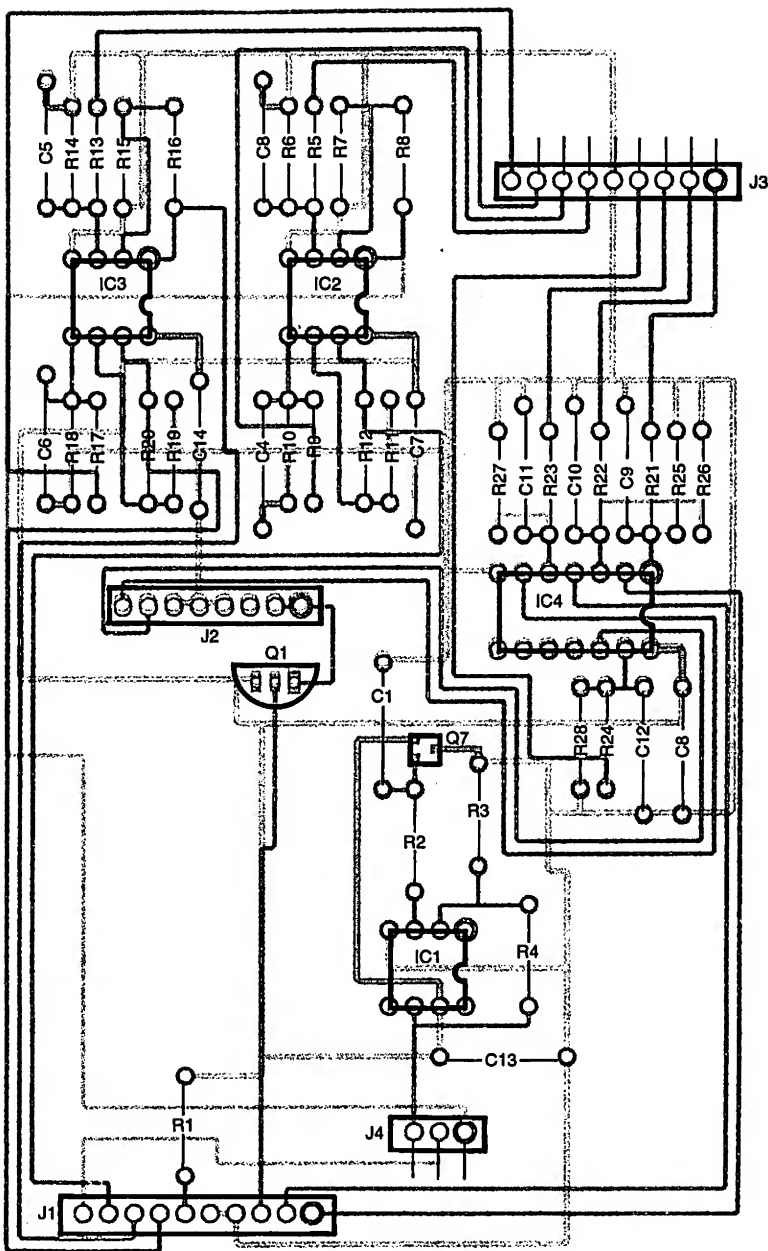 C5 R14 R13 R15 R16 C8 R6 R5 R7 R8
J3
IC3 IC2
C6 R18 R17 R20 R19 C14 C4 R10 R9 R12 R11 C7
R27 C11 R23 C10 R22 C9 R21 R25 R26
IC4
J2
Q1
C1
Q7
R28 R24 C12 C8
R3
R2
IC1 R4
C13
R1
J4
J1